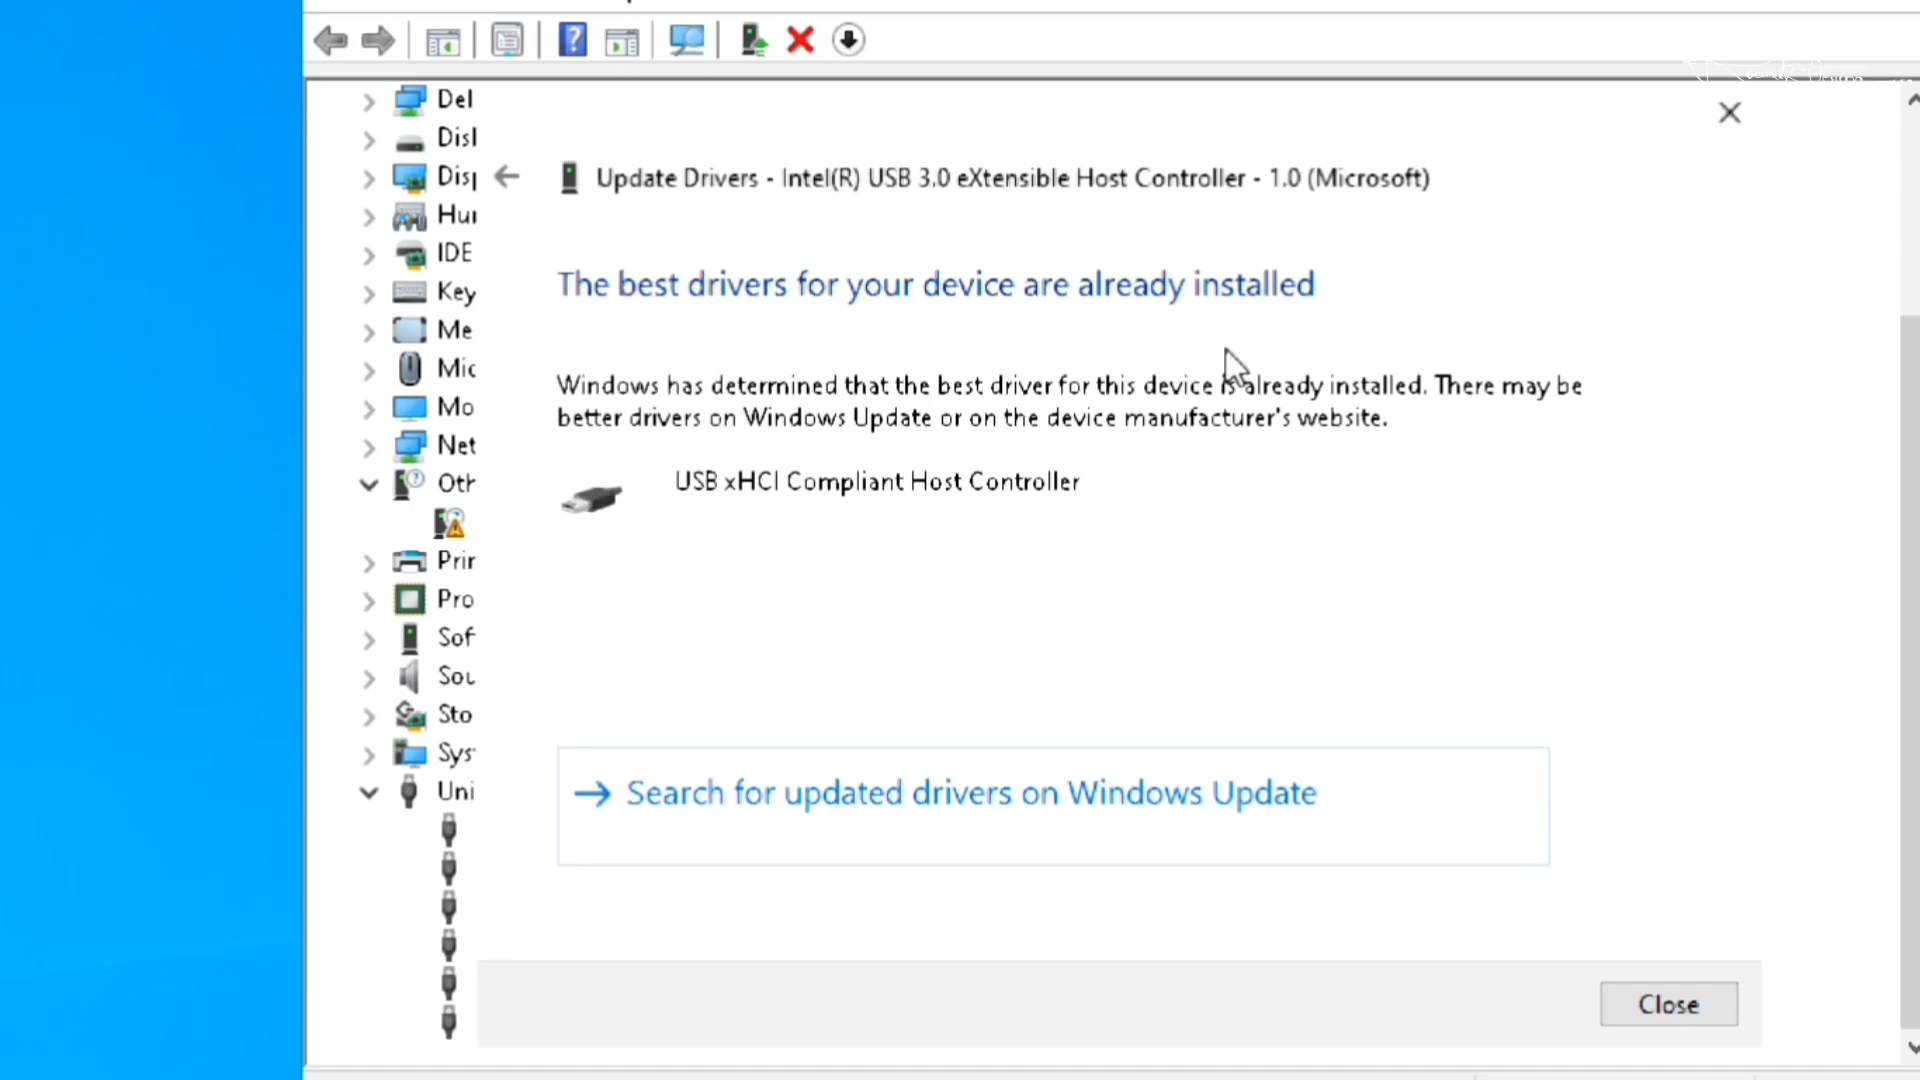 Del
Disl
Disp
Hur
IDE
Key
Me
Mic
Mo
Net
Oth
Prir
Pro
Sof
Sou
Sto
Sys
Uni
Update Drivers - Intel(R) USB 3.0 eXtensible Host Controller - 1.0 (Microsoft)
The best drivers for your device are already installed
Windows has determined that the best driver for this device is already installed. There may be
better drivers on Windows Update or on the device manufacturer's website.
USB xHCI Compliant Host Controller
Search for updated drivers on Windows Update
Close